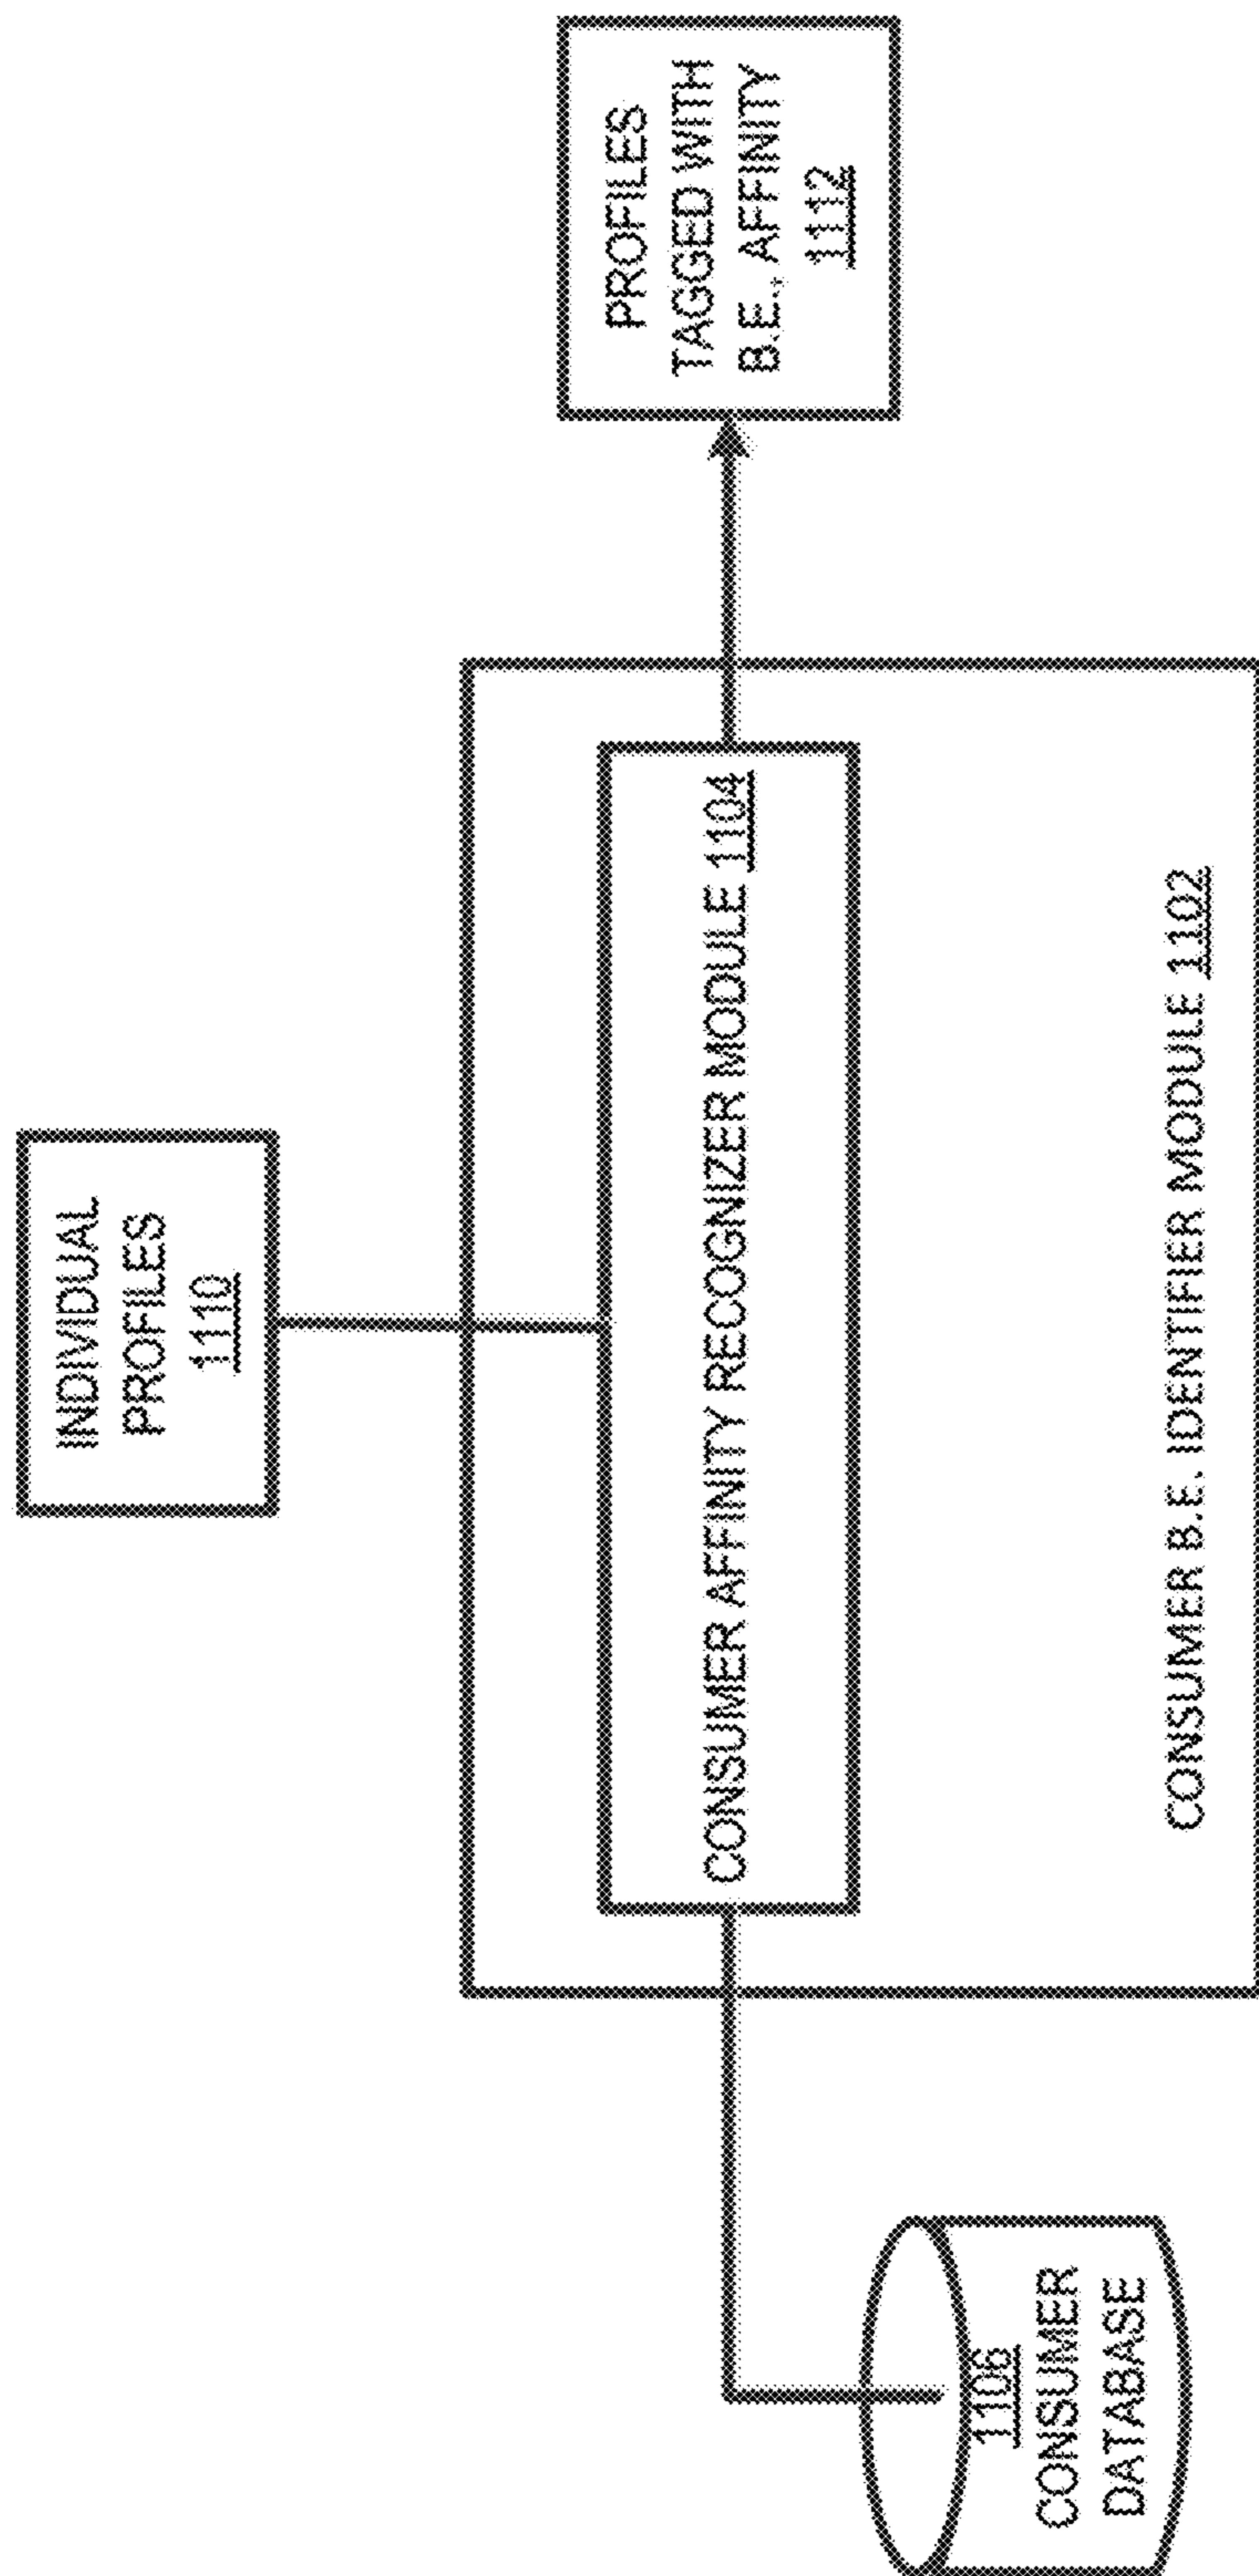 INDIVIDUAL
PROFILES
1110
PROFILES
TAGGED WITH
B.E., AFFINITY
1112
CONSUMER AFFINITY RECOGNIZER MODULE 1104
CONSUMER B.E. IDENTIFIER MODULE 1102
1106
CONSUMER
DATABASE